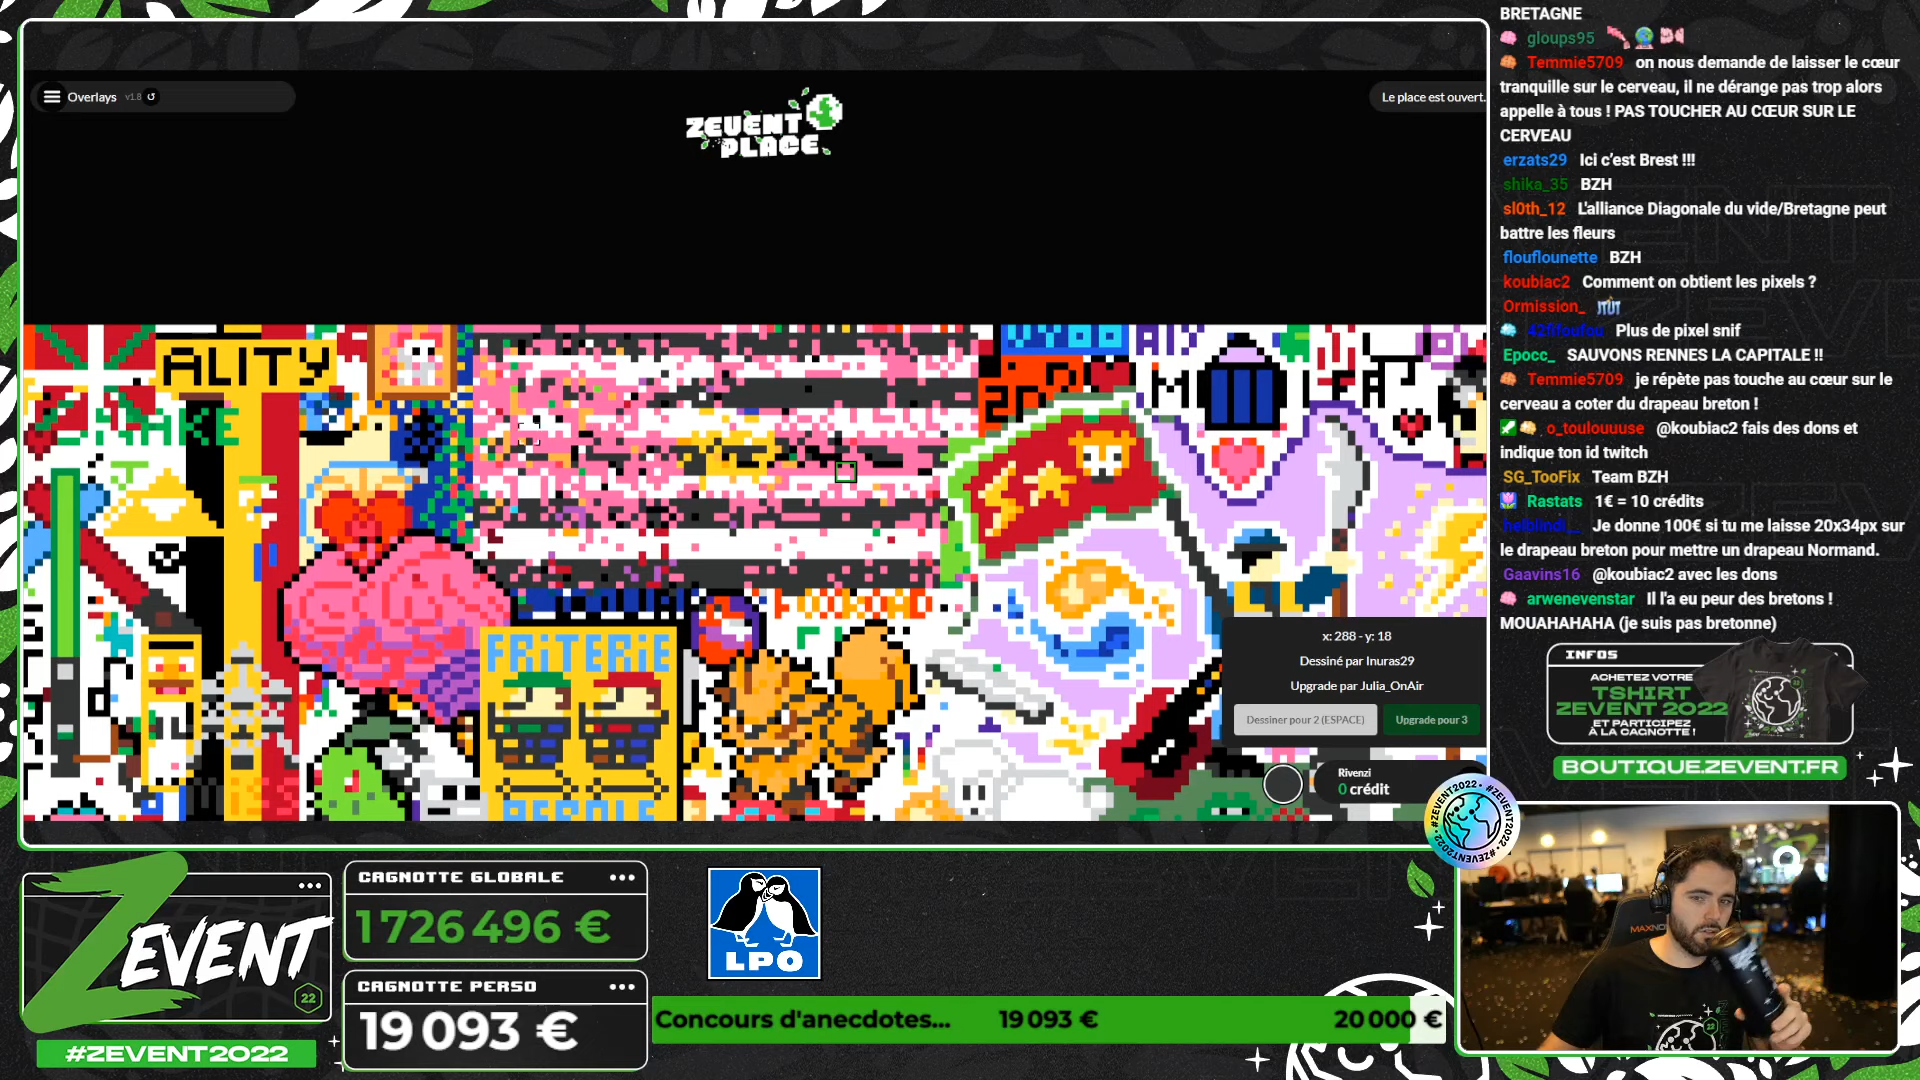 Overlays v1.8
ZEVENT
PLACE
Le place est ouvert.
ALITY
FRITERIE
x: 288 - y: 18
Dessiné par Inuras29
Upgrade par Julia_OnAir
Dessiner pour 2 (ESPACE)
Upgrade pour 3
Rivenzi
0 crédit
BRETAGNE
gloups95
Temmie5709 on nous demande de laisser le cœur
tranquille sur le cerveau, il ne dérange pas trop alors
appelle à tous ! PAS TOUCHER AU CŒUR SUR LE
CERVEAU
erzats29 Ici c'est Brest !!!
shika_35 BZH
sl0th_12 L'alliance Diagonale du vide/Bretagne peut
battre les fleurs
flouflounette BZH
koubiac2 Comment on obtient les pixels ?
Ormission_
42fifoufou Plus de pixel snif
Epocc_ SAUVONS RENNES LA CAPITALE !!
Temmie5709 je répète pas touche au cœur sur le
cerveau a coter du drapeau breton !
o_toulouuuse @koubiac2 fais des dons et
indique ton id twitch
SG_TooFix Team BZH
Rastats 1€ = 10 crédits
Je donne 100€ si tu me laisse 20x34px sur
le drapeau breton pour mettre un drapeau Normand.
Gaavins16 @koubiac2 avec les dons
arwenevenstar Il l'a eu peur des bretons !
MOUAHAHAHA (je suis pas bretonne)
INFOS
ACHETEZ VOTRE
TSHIRT
ZEVENT 2022
ET PARTICIPEZ
À LA CAGNOTTE !
BOUTIQUE.ZEVENT.FR
#ZEVENT2022 • #ZEVENT2022 •
ZEVENT
22
#ZEVENT2022
CAGNOTTE GLOBALE
1 726 496 €
CAGNOTTE PERSO
19 093 €
LPO
Concours d'anecdotes... 19 093 € 20 000 €